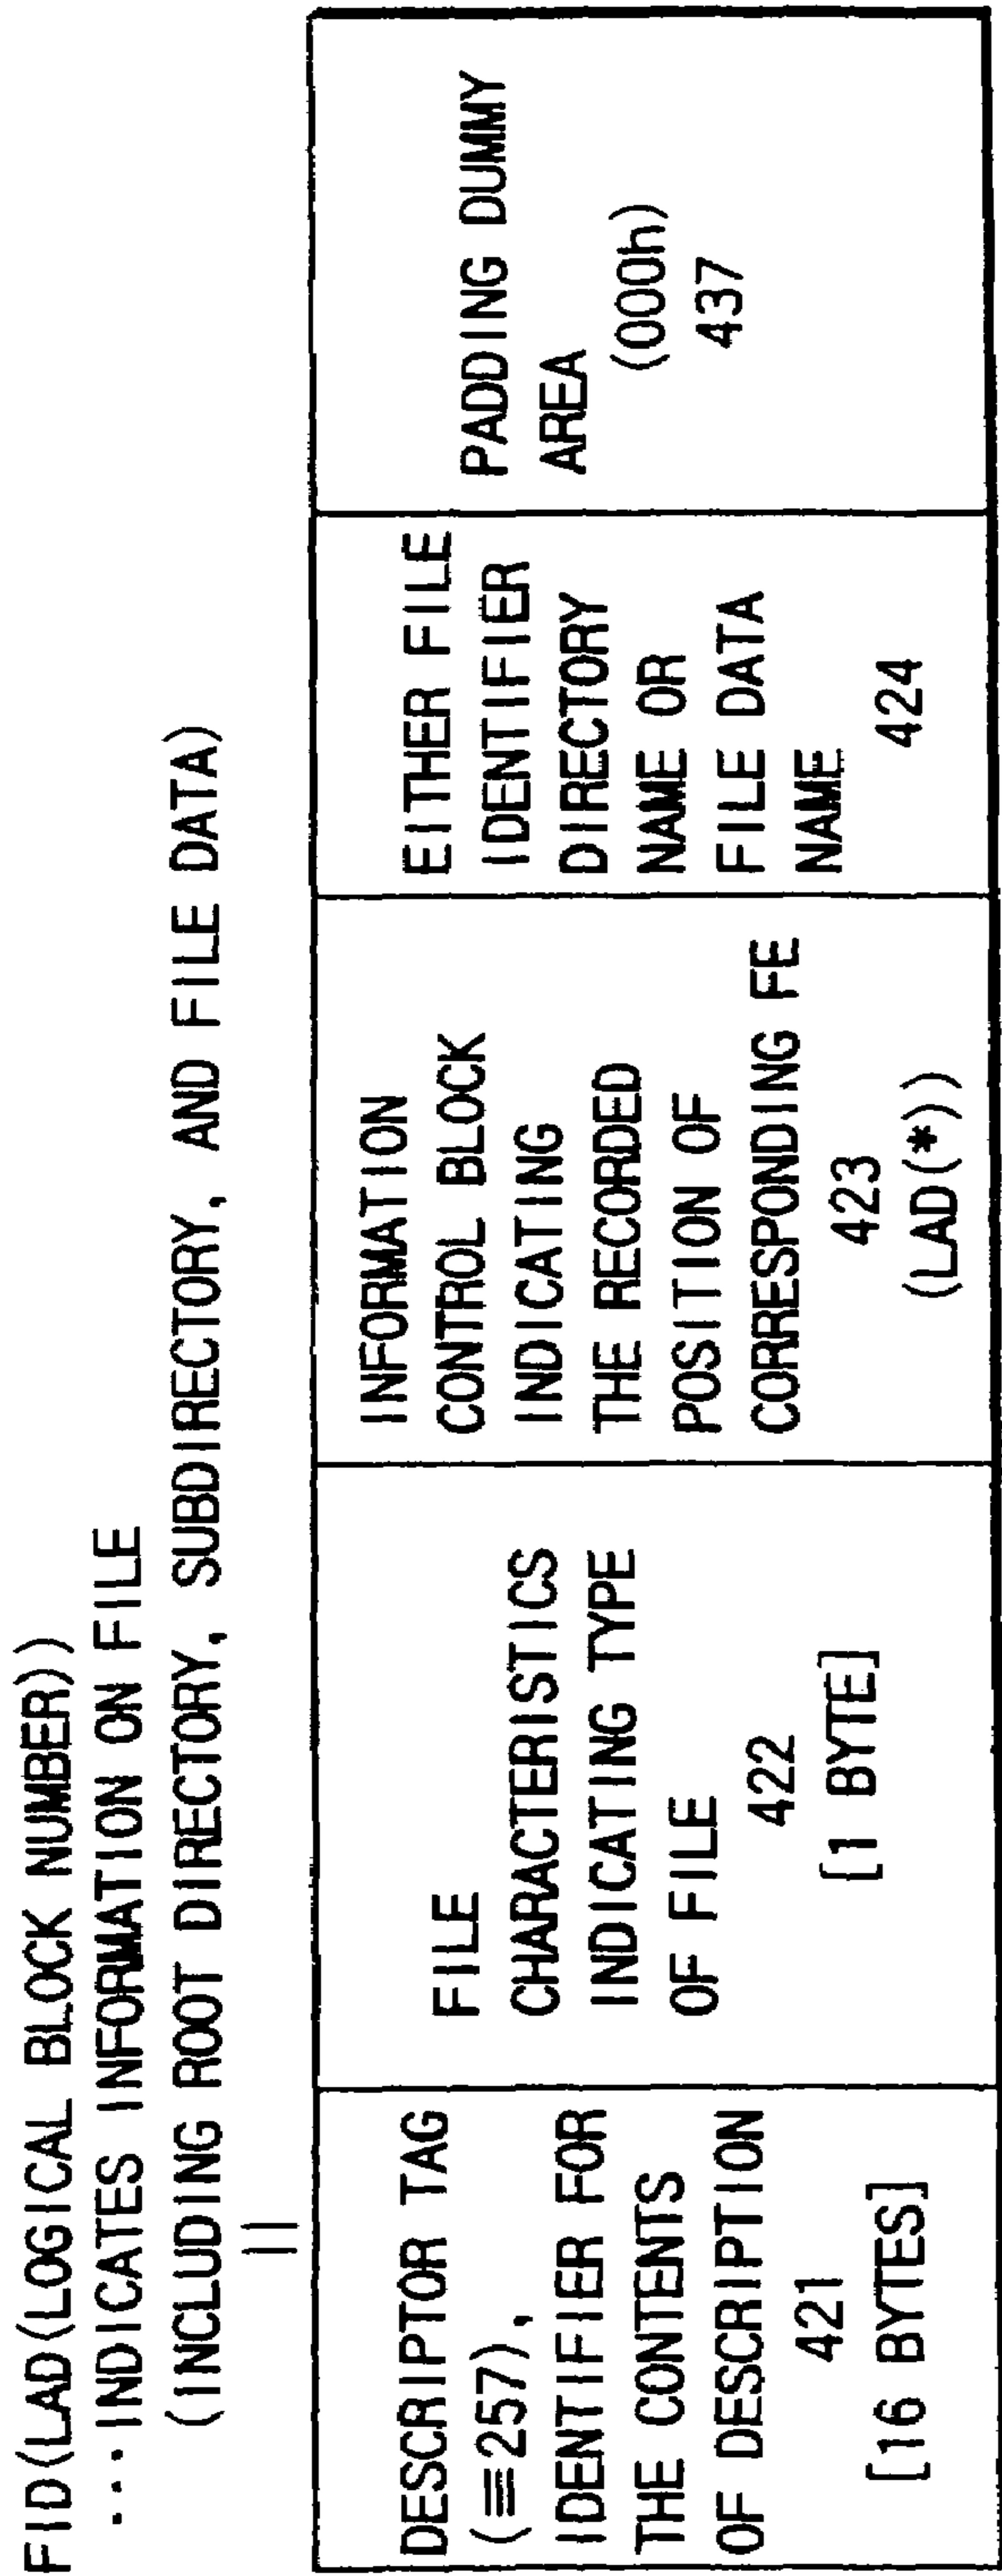 FID(LAD(LOGICAL BLOCK NUMBER))
···INDICATES INFORMATION ON FILE
(INCLUDING ROOT DIRECTORY, SUBDIRECTORY, AND FILE DATA)
||
DESCRIPTOR TAG
(≡257),
IDENTIFIER FOR
THE CONTENTS
OF DESCRIPTION
421
[16 BYTES]
FILE
CHARACTERISTICS
INDICATING TYPE
OF FILE
422
[1 BYTE]
INFORMATION
CONTROL BLOCK
INDICATING
THE RECORDED
POSITION OF
CORRESPONDING FE
423
(LAD(*))
EITHER FILE
IDENTIFIER
DIRECTORY
NAME OR
FILE DATA
NAME
424
PADDING DUMMY
AREA
(000h)
437